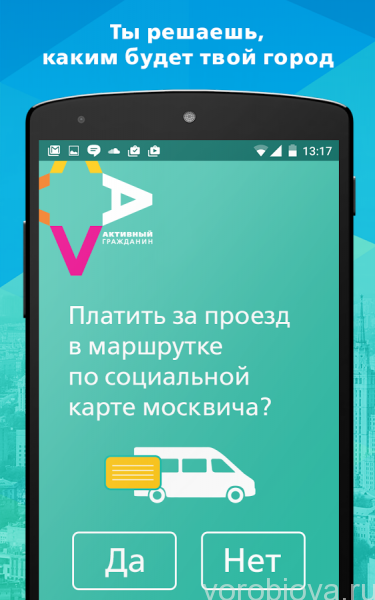 Ты решаешь,
каким будет твой город
13:17
АКТИВНЫЙ
ГРАЖДАНИН
Платить за проезд
в маршрутке
по социальной
карте москвича?
Да
Нет
vorobiova.ru